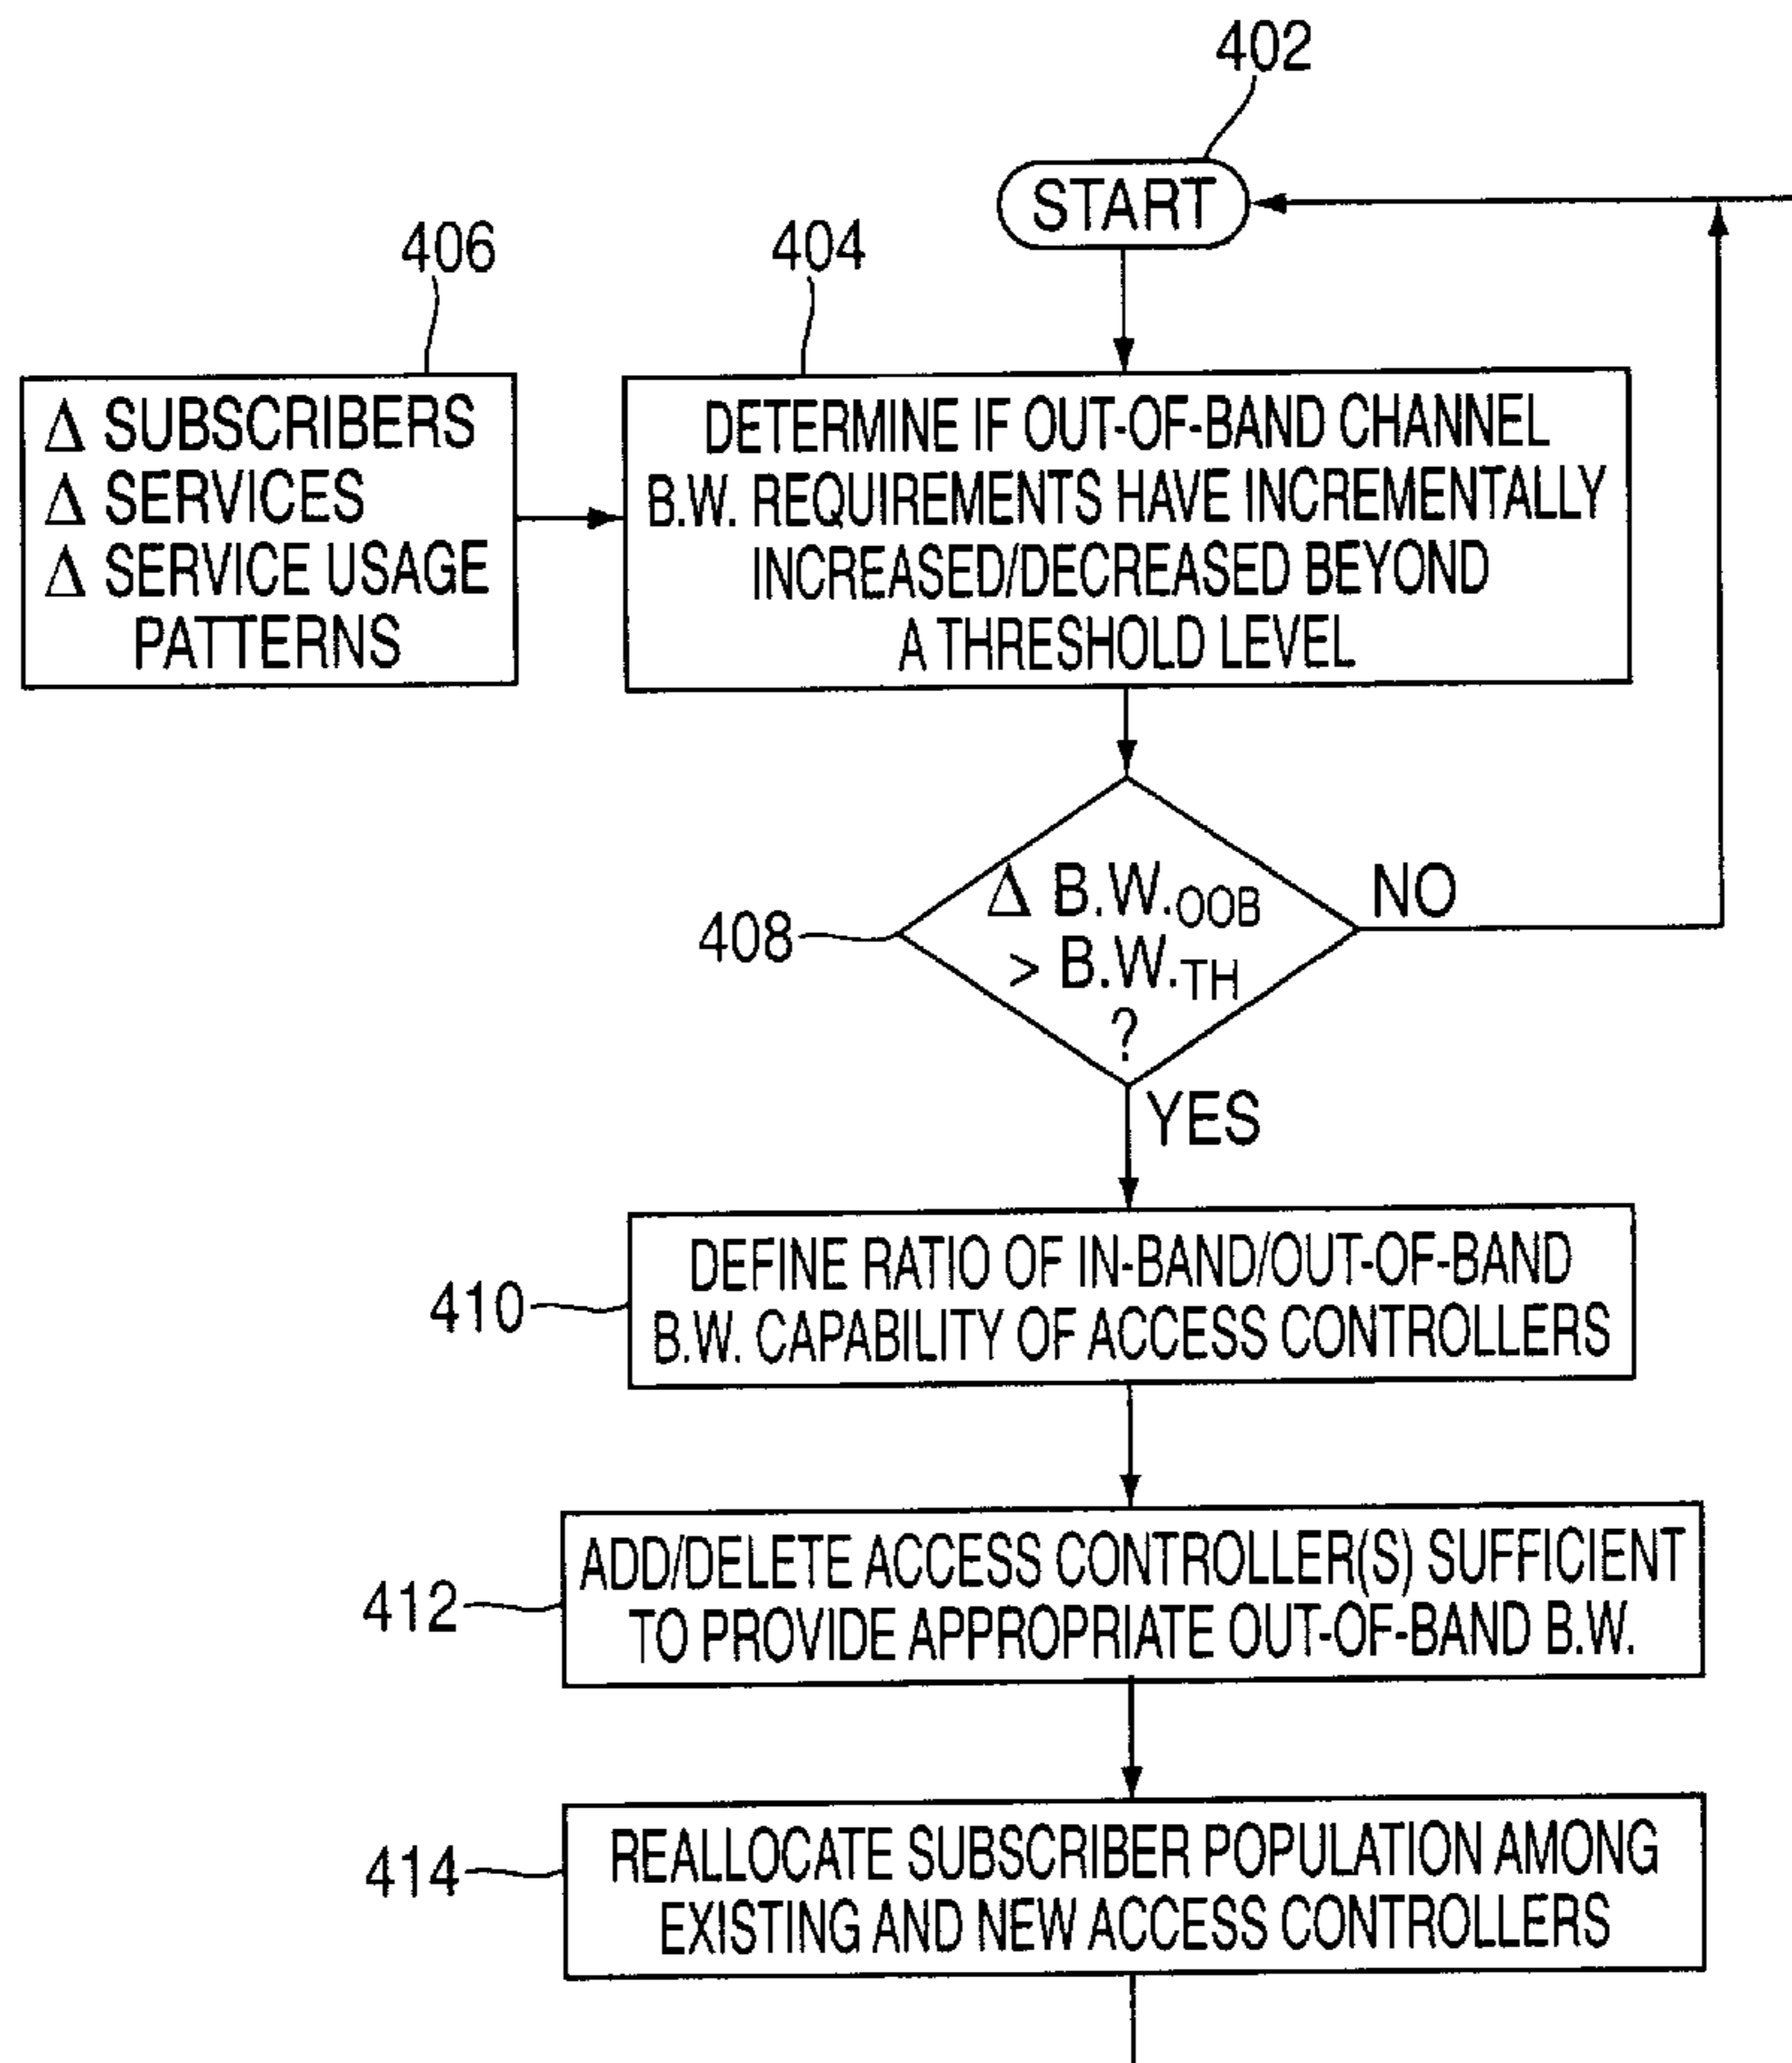 402
START
406
404
Δ SUBSCRIBERS
Δ SERVICES
Δ SERVICE USAGE
PATTERNS
DETERMINE IF OUT-OF-BAND CHANNEL
B.W. REQUIREMENTS HAVE INCREMENTALLY
INCREASED/DECREASED BEYOND
A THRESHOLD LEVEL
408
Δ B.W.OOB
> B.W.TH
?
NO
YES
410
DEFINE RATIO OF IN-BAND/OUT-OF-BAND
B.W. CAPABILITY OF ACCESS CONTROLLERS
412
ADD/DELETE ACCESS CONTROLLER(S) SUFFICIENT
TO PROVIDE APPROPRIATE OUT-OF-BAND B.W.
414
REALLOCATE SUBSCRIBER POPULATION AMONG
EXISTING AND NEW ACCESS CONTROLLERS